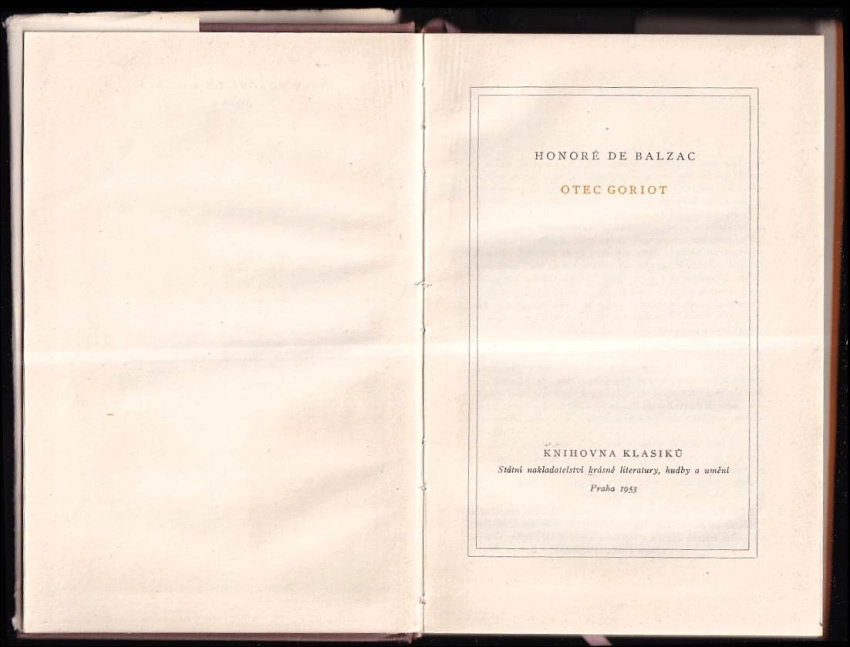 HONORÉ DE BALZAC
OTEC GORIOT
KNIHOVNA KLASIKŮ
Státní nakladatelství krásné literatury, hudby a umění
Praha 1953